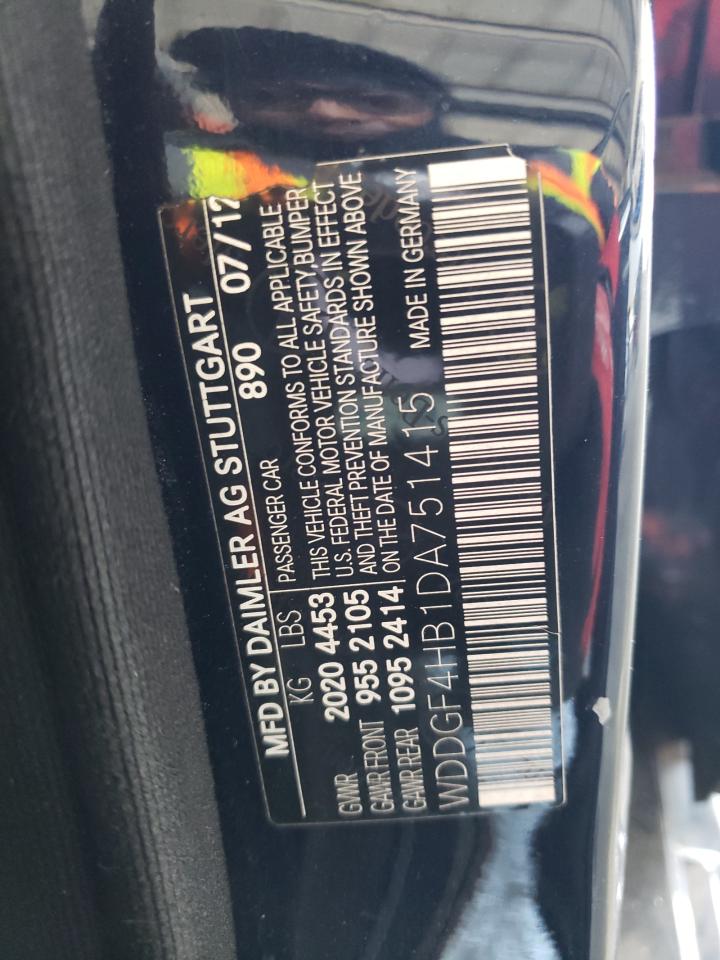 MFD BY DAIMLER AG STUTTGART
890 07/12
KG LBS
GVWR 2020 4453
GAWR FRONT 955 2105
GAWR REAR 1095 2414
PASSENGER CAR
THIS VEHICLE CONFORMS TO ALL APPLICABLE
U.S. FEDERAL MOTOR VEHICLE SAFETY BUMPER
AND THEFT PREVENTION STANDARDS IN EFFECT
ON THE DATE OF MANUFACTURE SHOWN ABOVE
MADE IN GERMANY
WDDGF4HB1DA751415